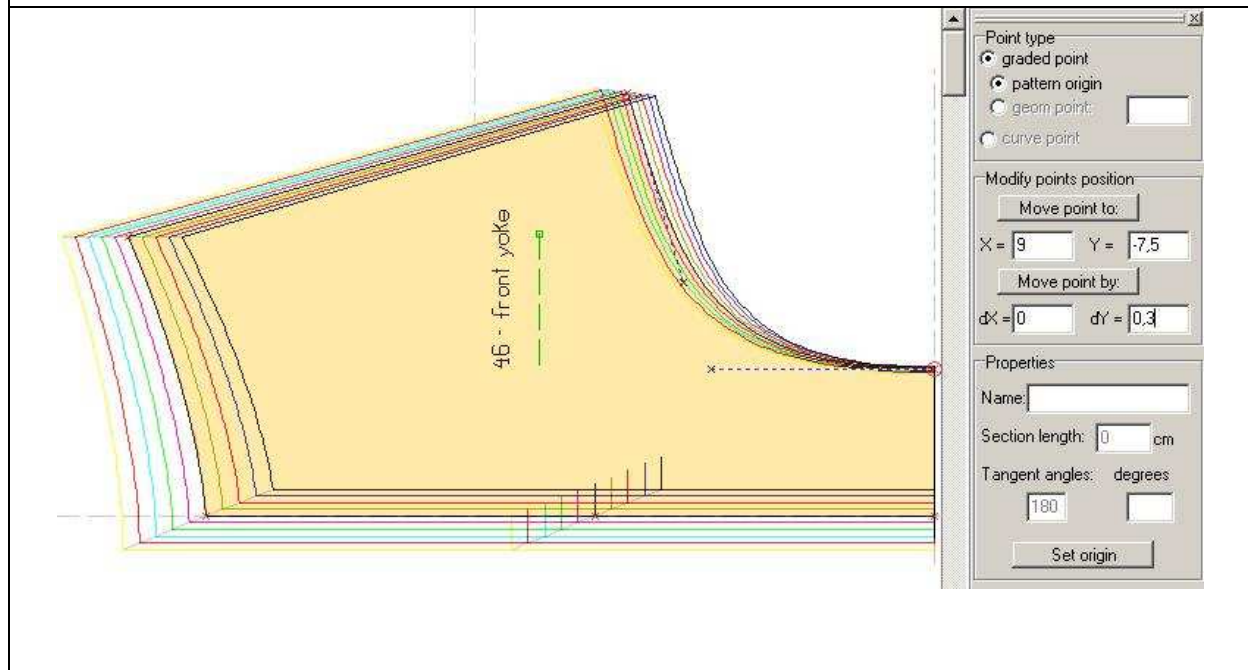 46 - front yoke
Point type
graded point
pattern origin
geom point:
curve point
Modify points position
Move point to:
X = 9 Y = -7,5
Move point by:
dX = 0 dY = 0,3
Properties
Name:
Section length: 0 cm
Tangent angles: degrees
180
Set origin